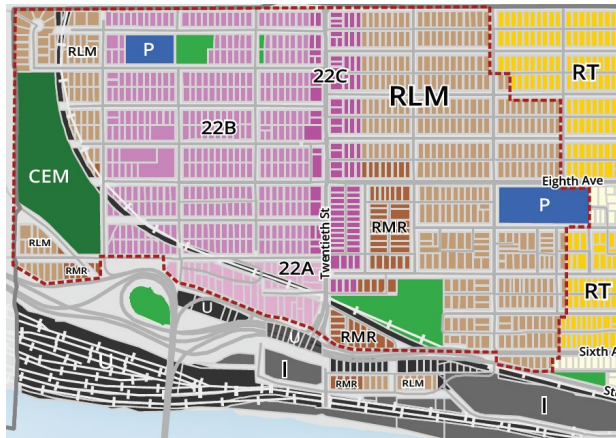 RLM
P
22C
RLM
RT
22B
CEM
Eighth Ave
P
RLM
RMR
Twentieth St
RMR
22A
RT
U
U
RMR
Sixth A
U
I
RMR
RLM
I
St